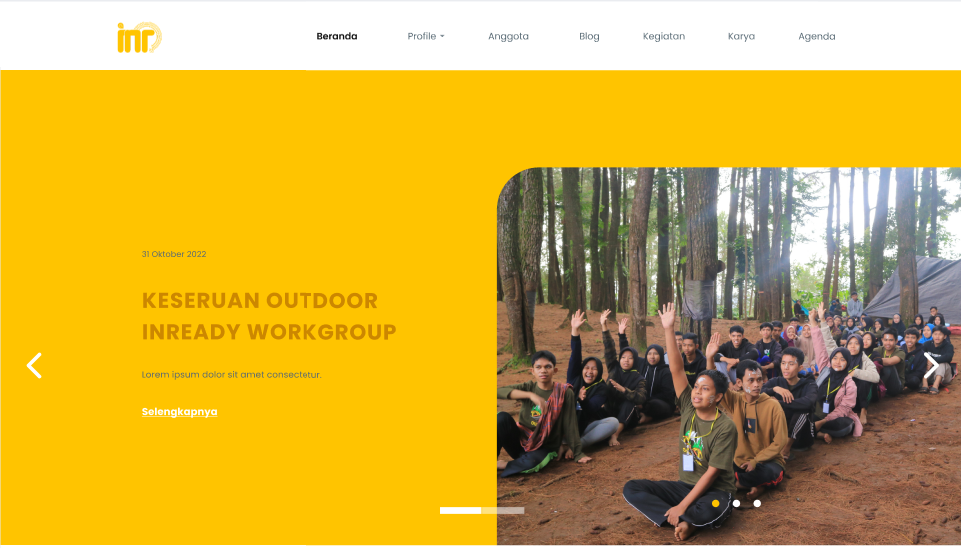 inr
Beranda
Profile
Anggota
Blog
Kegiatan
Karya
Agenda
31 Oktober 2022
KESERUAN OUTDOOR
INREADY WORKGROUP
Lorem ipsum dolor sit amet consectetur.
Selengkapnya